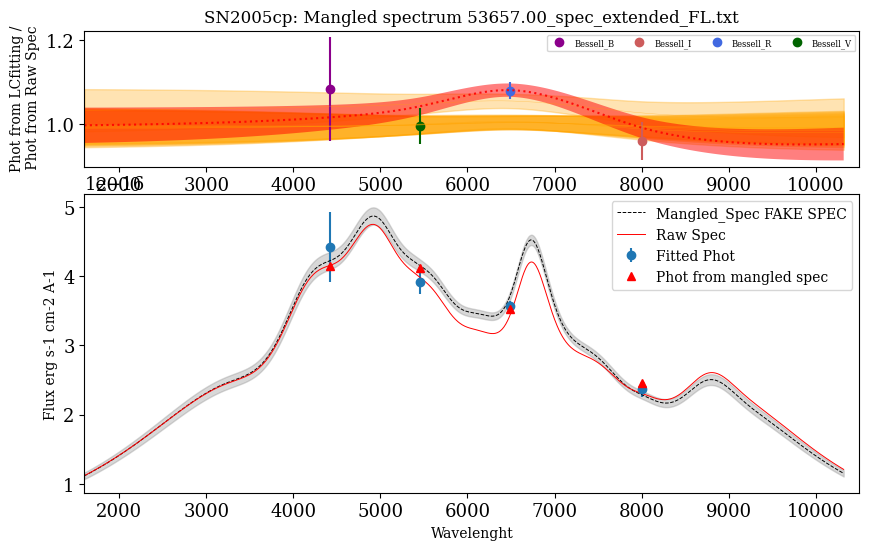 SN2005cp: Mangled spectrum 53657.00_spec_extended_FL.txt
Phot from LCfitting /
Phot from Raw Spec
1.2
1.0
Bessell_B
Bessell_I
Bessell_R
Bessell_V
2000 3000 4000 5000 6000 7000 8000 9000 10000
1e−16
Flux erg s-1 cm-2 A-1
5
4
3
2
1
Mangled_Spec FAKE SPEC
Raw Spec
Fitted Phot
Phot from mangled spec
2000 3000 4000 5000 6000 7000 8000 9000 10000
Wavelenght